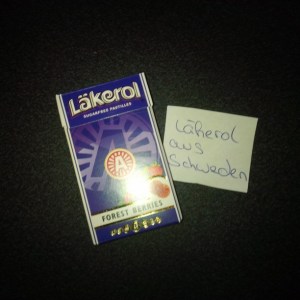 Läkerol
SUGARFREE PASTILLES
A
FOREST BERRIES
Läkerol
aus
Schweden